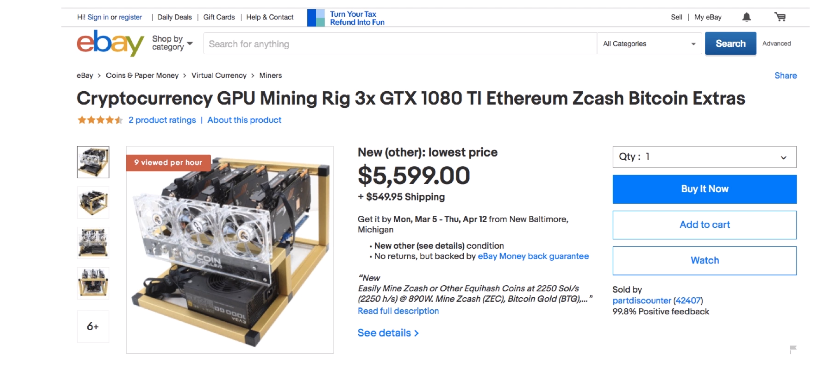 Hi! Sign in or register | Daily Deals | Gift Cards | Help & Contact
Turn Your Tax
Refund Into Fun
Sell | My eBay
ebay
Shop by
category
Search for anything
All Categories
Search
Advanced
eBay > Coins & Paper Money > Virtual Currency > Miners
Share
Cryptocurrency GPU Mining Rig 3x GTX 1080 TI Ethereum Zcash Bitcoin Extras
2 product ratings | About this product
9 viewed per hour
COIN
6+
New (other): lowest price
$5,599.00
+ $549.95 Shipping
Get it by Mon, Mar 5 - Thu, Apr 12 from New Baltimore,
Michigan
• New other (see details) condition
• No returns, but backed by eBay Money back guarantee
“New
Easily Mine Zcash or Other Equihash Coins at 2250 Sol/s
(2250 h/s) @ 890W. Mine Zcash (ZEC), Bitcoin Gold (BTG),... ”
Read full description
See details >
Qty : 1
Buy It Now
Add to cart
Watch
Sold by
partdiscounter (42407)
99.8% Positive feedback